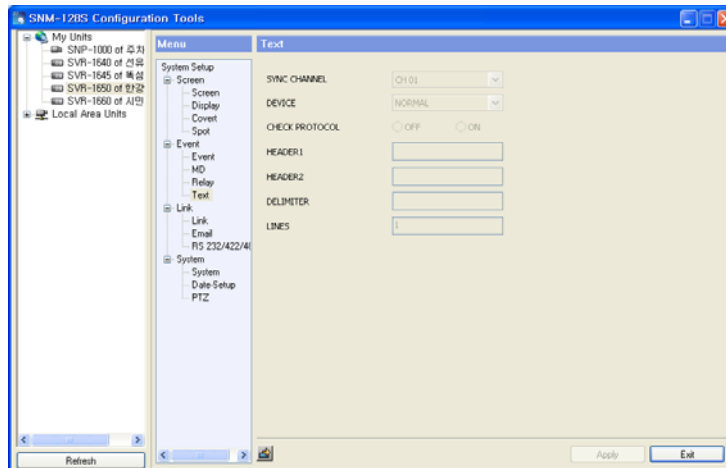 SNM-128S Configuration Tools
My Units
SNP-1000 of 주차
SVR-1640 of 선유
SVR-1645 of 뚝섬
SVR-1650 of 한강
SVR-1660 of 시민
Local Area Units
Refresh
Menu
System Setup
Screen
Screen
Display
Covert
Spot
Event
Event
MD
Relay
Text
Link
Link
Email
RS 232/422/48
System
System
Date-Setup
PTZ
Text
SYNC CHANNEL
CH 01
DEVICE
NORMAL
CHECK PROTOCOL
OFF
ON
HEADER1
HEADER2
DELIMITER
LINES
1
Apply
Exit